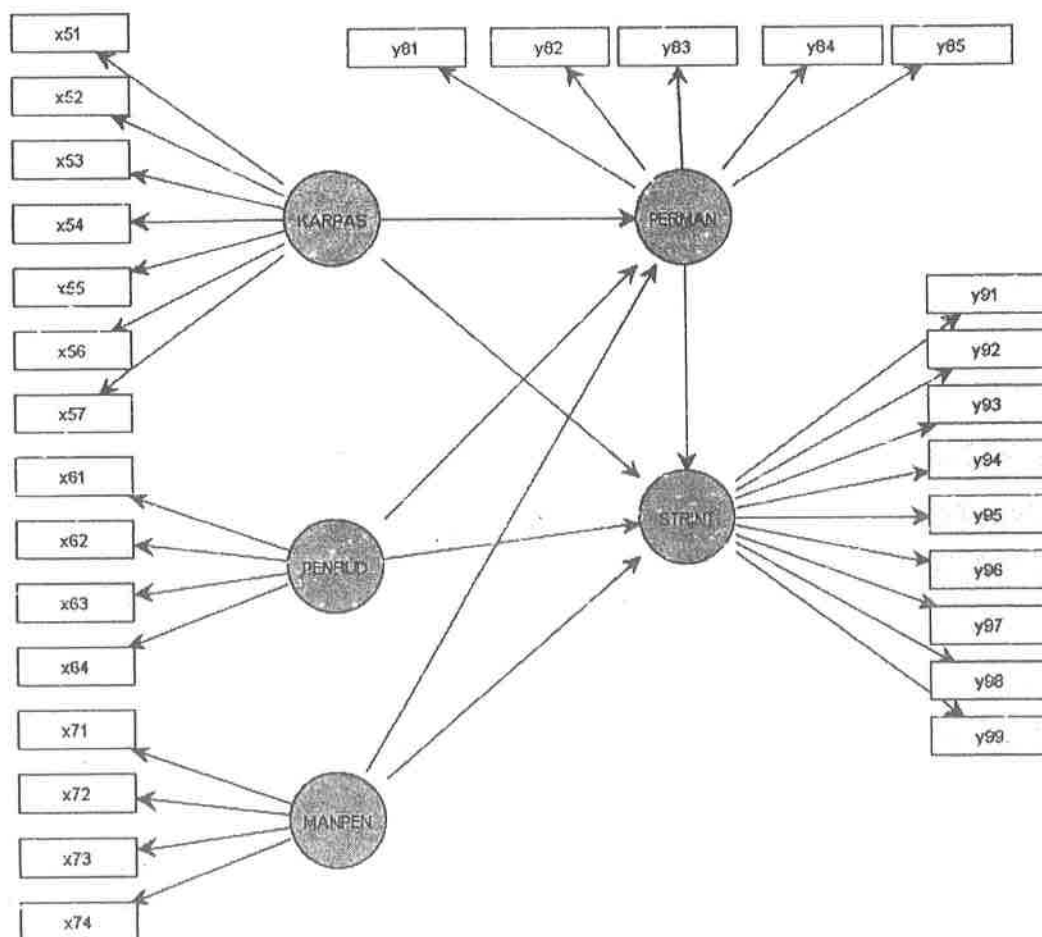 x51
x52
x53
x54
x55
x56
x57
x61
x62
x63
x64
x71
x72
x73
x74
KARPAS
PENRUD
MANPEN
y81
y82
y83
y84
y85
PERMAN
STRINT
y91
y92
y93
y94
y95
y96
y97
y98
y99